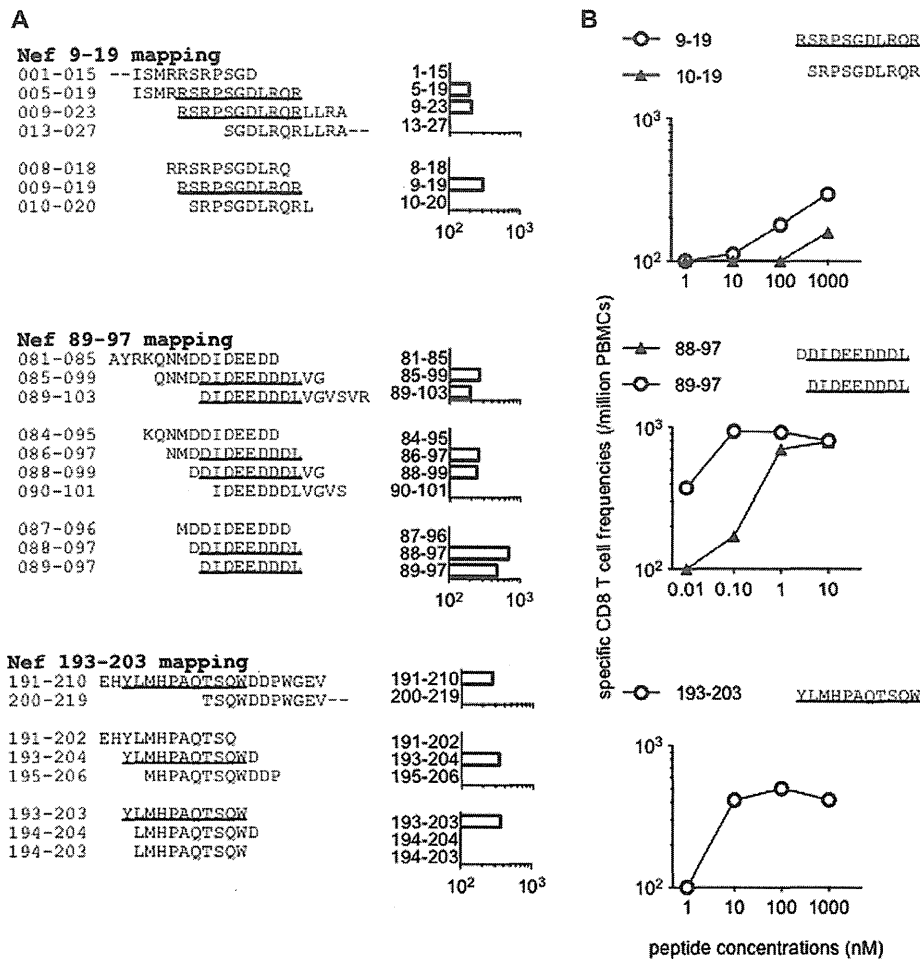 A
Nef 9-19 mapping
001-015 --ISMRRSRPSGD
005-019 ISMRRSRPSGDLRQR
009-023 RSRPSGDLRQRLLRA
013-027 SGDLRQRLLRA--
008-018 RRSRPSGDLRQ
009-019 RSRPSGDLRQR
010-020 SRPSGDLRQRL
1-15
5-19
9-23
13-27
8-18
9-19
10-20
10² 10³
Nef 89-97 mapping
081-085 AYRKQNMDDIDEEDD
085-099 QNMDDIDEEDDDLVG
089-103 DIDEEDDDLVGVSVR
084-095 KQNMDDIDEEDD
086-097 NMDDIDEEDDDL
088-099 DDIDEEDDDLVG
090-101 IDEEDDDLVGVS
087-096 MDDIDEEDDD
088-097 DDIDEEDDDL
089-097 DIDEEDDDL
81-85
85-99
89-103
84-95
86-97
88-99
90-101
87-96
88-97
89-97
10² 10³
Nef 193-203 mapping
191-210 EHYLMHPAQTSQWDDPWGEV
200-219 TSQWDDPWGEV--
191-202 EHYLMHPAQTSQ
193-204 YLMHPAQTSQWD
195-206 MHPAQTSQWDDP
193-203 YLMHPAQTSQW
194-204 LMHPAQTSQWD
194-203 LMHPAQTSQW
191-210
200-219
191-202
193-204
195-206
193-203
194-204
194-203
10² 10³
B
9-19 RSRPSGDLRQR
10-19 SRPSGDLRQR
10³
10²
1 10 100 1000
88-97 DDIDEEDDDL
89-97 DIDEEDDDL
10³
10²
0.01 0.10 1 10
193-203 YLMHPAQTSQW
10³
10²
1 10 100 1000
specific CD8 T cell frequencies (/million PBMCs)
peptide concentrations (nM)